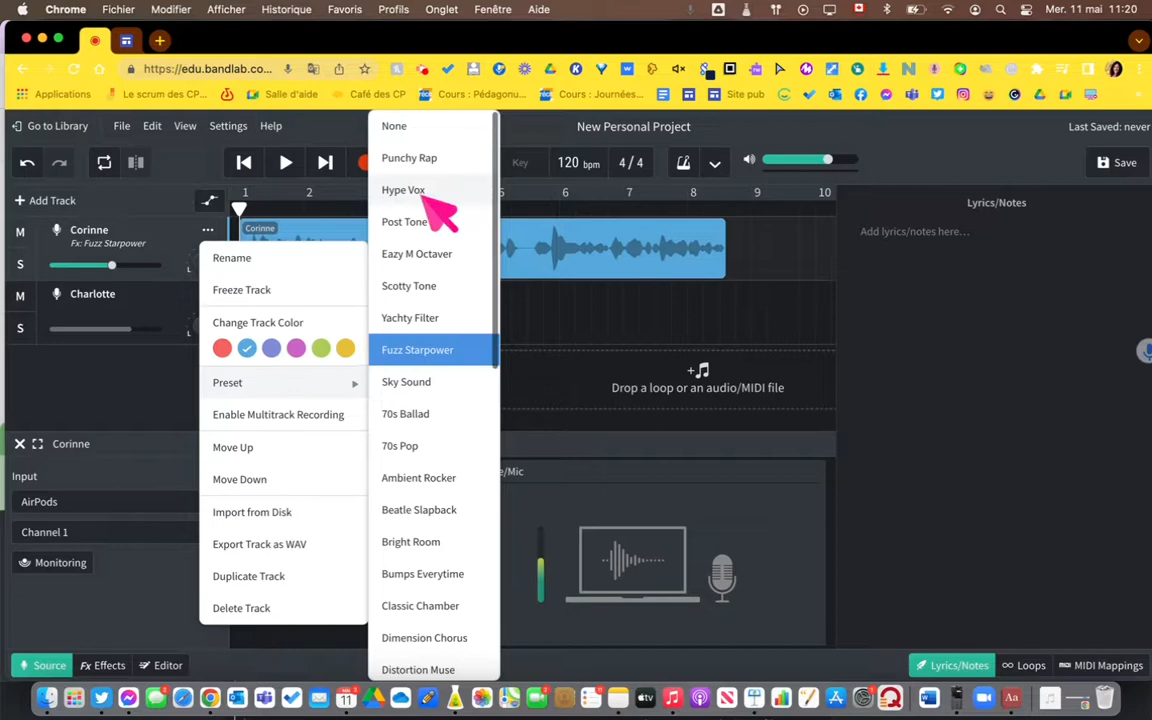 Chrome Fichier Modifier Afficher Historique Favoris Profils Onglet Fenêtre Aide Mer. 11 mai 11:20
https://edu.bandlab.co...
Applications Le scrum des CP... Salle d'aide Café des CP Cours : Pédagonu... Cours : Journées... Site pub
Go to Library File Edit View Settings Help New Personal Project Last Saved: never
Key 120 bpm 4/4 Save
1 2 6 7 8 9 10
Add Track
M Corinne ...
Fx: Fuzz Starpower
S
Corinne
M Charlotte
S
Rename
Freeze Track
Change Track Color
Preset
Enable Multitrack Recording
Move Up
Move Down
Import from Disk
Export Track as WAV
Duplicate Track
Delete Track
None
Punchy Rap
Hype Vox
Post Tone
Eazy M Octaver
Scotty Tone
Yachty Filter
Fuzz Starpower
Sky Sound
70s Ballad
70s Pop
Ambient Rocker
Beatle Slapback
Bright Room
Bumps Everytime
Classic Chamber
Dimension Chorus
Distortion Muse
Drop a loop or an audio/MIDI file
Lyrics/Notes
Add lyrics/notes here...
Corinne
Input
AirPods
Channel 1
Monitoring
e/Mic
Source Fx Effects Editor Lyrics/Notes Loops MIDI Mappings